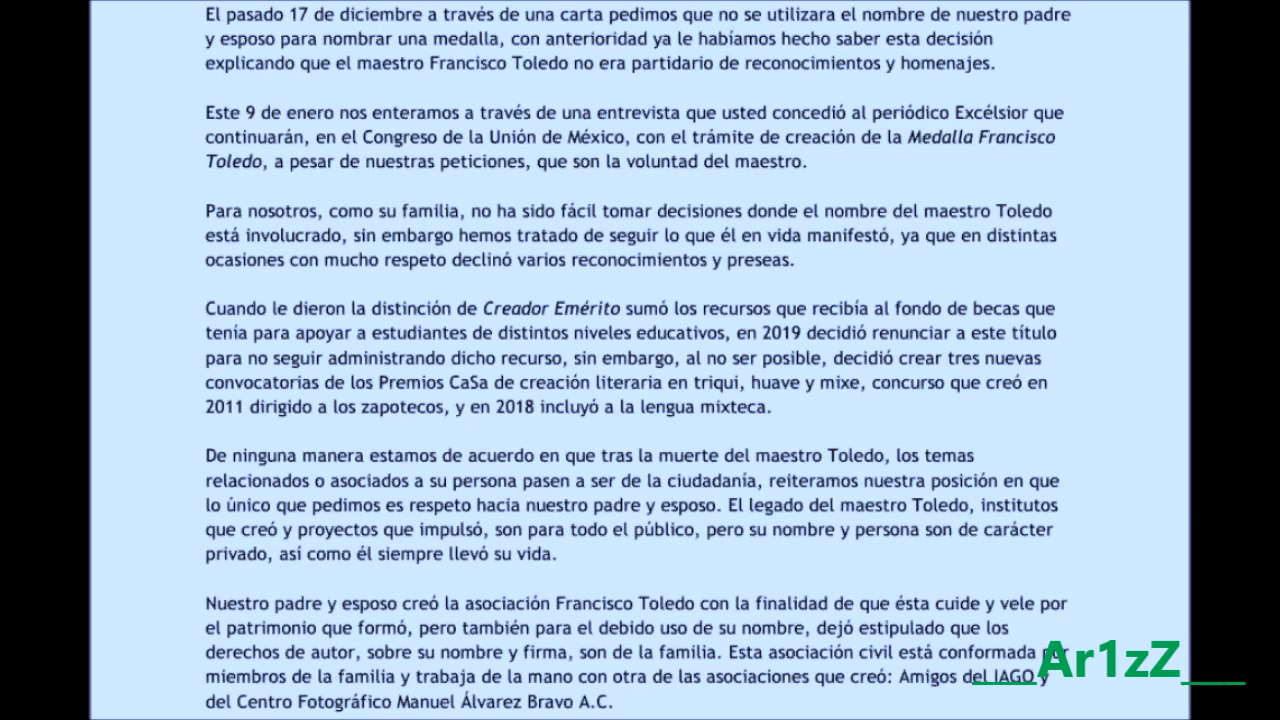 El pasado 17 de diciembre a través de una carta pedimos que no se utilizara el nombre de nuestro padre
y esposo para nombrar una medalla, con anterioridad ya le habíamos hecho saber esta decisión
explicando que el maestro Francisco Toledo no era partidario de reconocimientos y homenajes.
Este 9 de enero nos enteramos a través de una entrevista que usted concedió al periódico Excélsior que
continuarán, en el Congreso de la Unión de México, con el trámite de creación de la Medalla Francisco
Toledo, a pesar de nuestras peticiones, que son la voluntad del maestro.
Para nosotros, como su familia, no ha sido fácil tomar decisiones donde el nombre del maestro Toledo
está involucrado, sin embargo hemos tratado de seguir lo que él en vida manifestó, ya que en distintas
ocasiones con mucho respeto declinó varios reconocimientos y preseas.
Cuando le dieron la distinción de Creador Emérito sumó los recursos que recibía al fondo de becas que
tenía para apoyar a estudiantes de distintos niveles educativos, en 2019 decidió renunciar a este título
para no seguir administrando dicho recurso, sin embargo, al no ser posible, decidió crear tres nuevas
convocatorias de los Premios CaSa de creación literaria en triqui, huave y mixe, concurso que creó en
2011 dirigido a los zapotecos, y en 2018 incluyó a la lengua mixteca.
De ninguna manera estamos de acuerdo en que tras la muerte del maestro Toledo, los temas
relacionados o asociados a su persona pasen a ser de la ciudadanía, reiteramos nuestra posición en que
lo único que pedimos es respeto hacia nuestro padre y esposo. El legado del maestro Toledo, institutos
que creó y proyectos que impulsó, son para todo el público, pero su nombre y persona son de carácter
privado, así como él siempre llevó su vida.
Nuestro padre y esposo creó la asociación Francisco Toledo con la finalidad de que ésta cuide y vele por
el patrimonio que formó, pero también para el debido uso de su nombre, dejó estipulado que los
derechos de autor, sobre su nombre y firma, son de la familia. Esta asociación civil está conformada por
miembros de la familia y trabaja de la mano con otra de las asociaciones que creó: Amigos del IAGO y
del Centro Fotográfico Manuel Álvarez Bravo A.C.
___Ar1zZ___